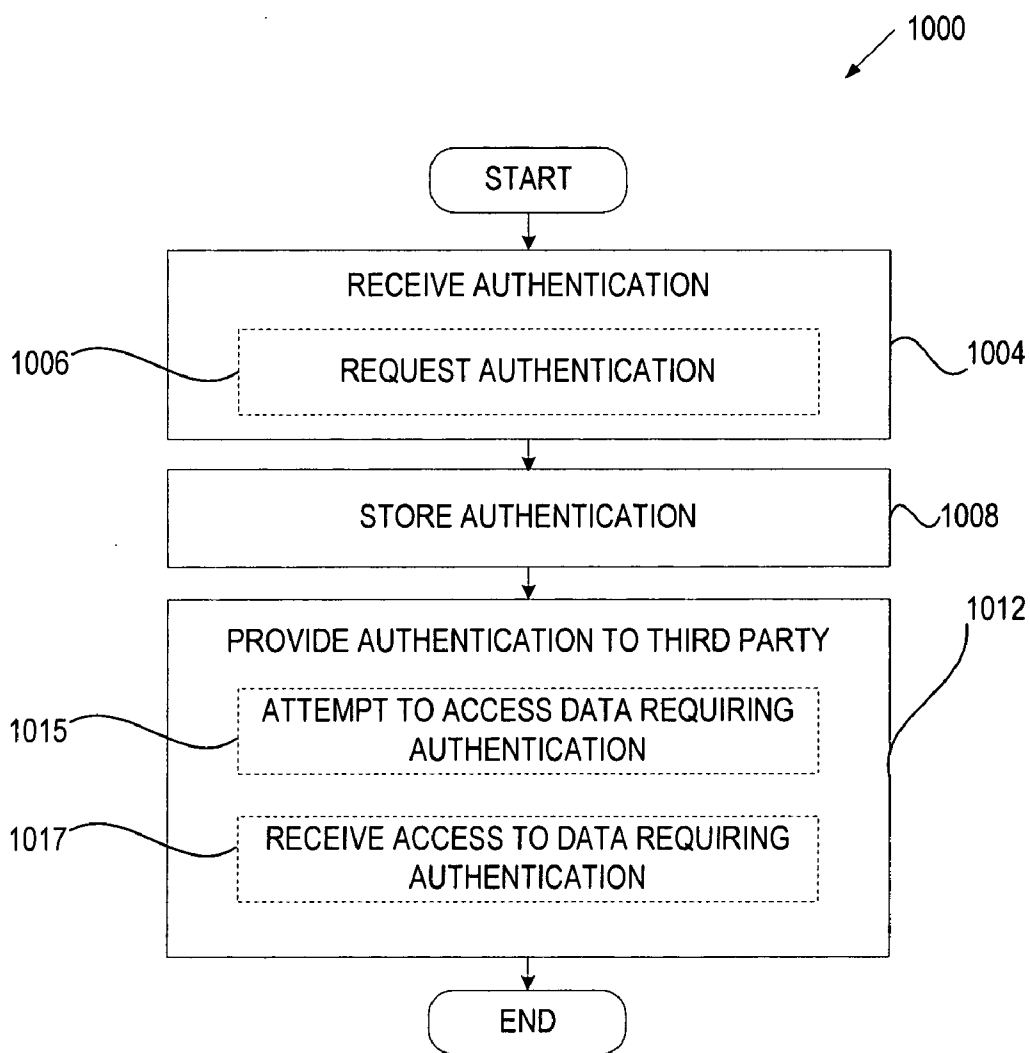 1000
START
RECEIVE AUTHENTICATION
1006
REQUEST AUTHENTICATION
1004
STORE AUTHENTICATION
1008
PROVIDE AUTHENTICATION TO THIRD PARTY
1012
1015
ATTEMPT TO ACCESS DATA REQUIRING
AUTHENTICATION
1017
RECEIVE ACCESS TO DATA REQUIRING
AUTHENTICATION
END